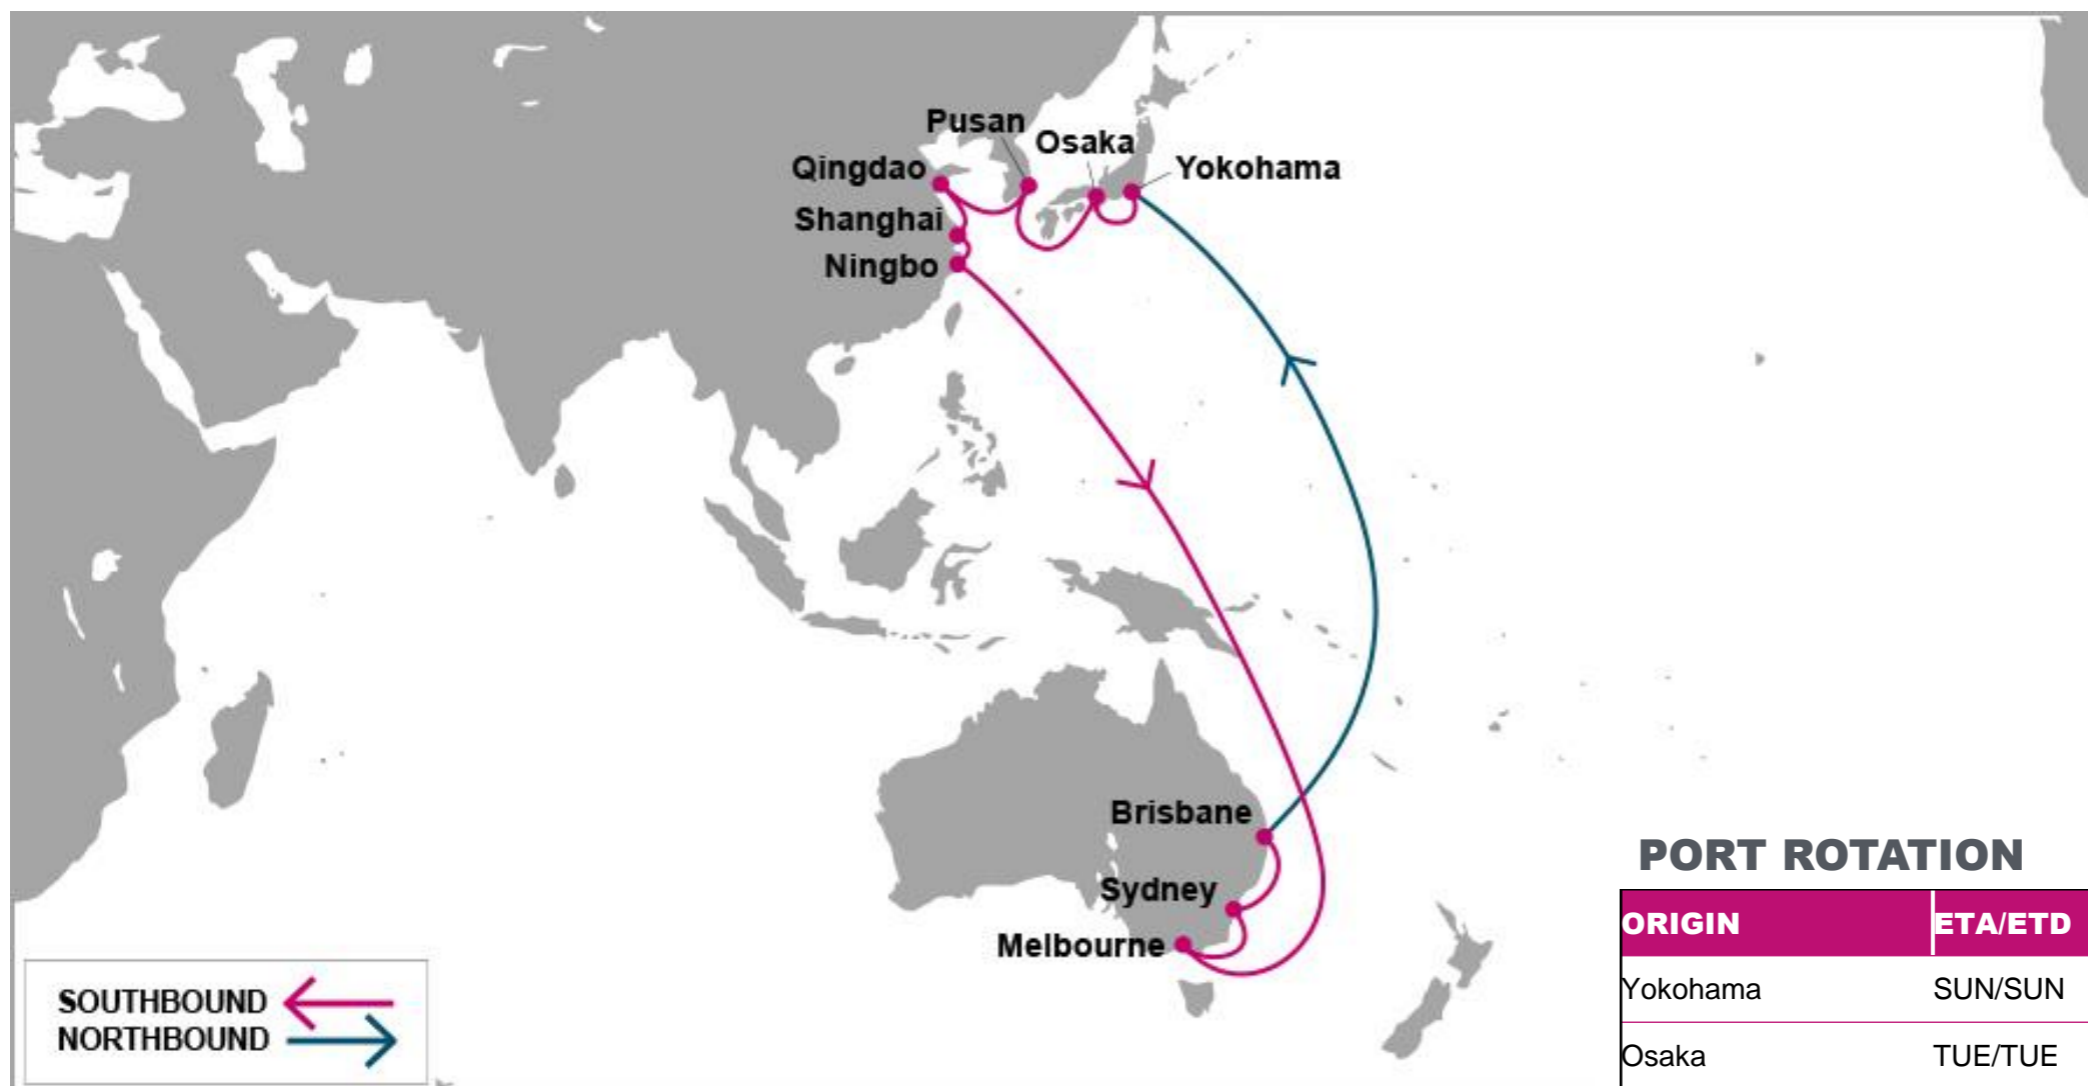 Pusan
Osaka
Qingdao
Yokohama
Shanghai
Ningbo
Brisbane
Sydney
Melbourne
SOUTHBOUND
NORTHBOUND
PORT ROTATION
ORIGIN ETA/ETD
Yokohama SUN/SUN
Osaka TUE/TUE